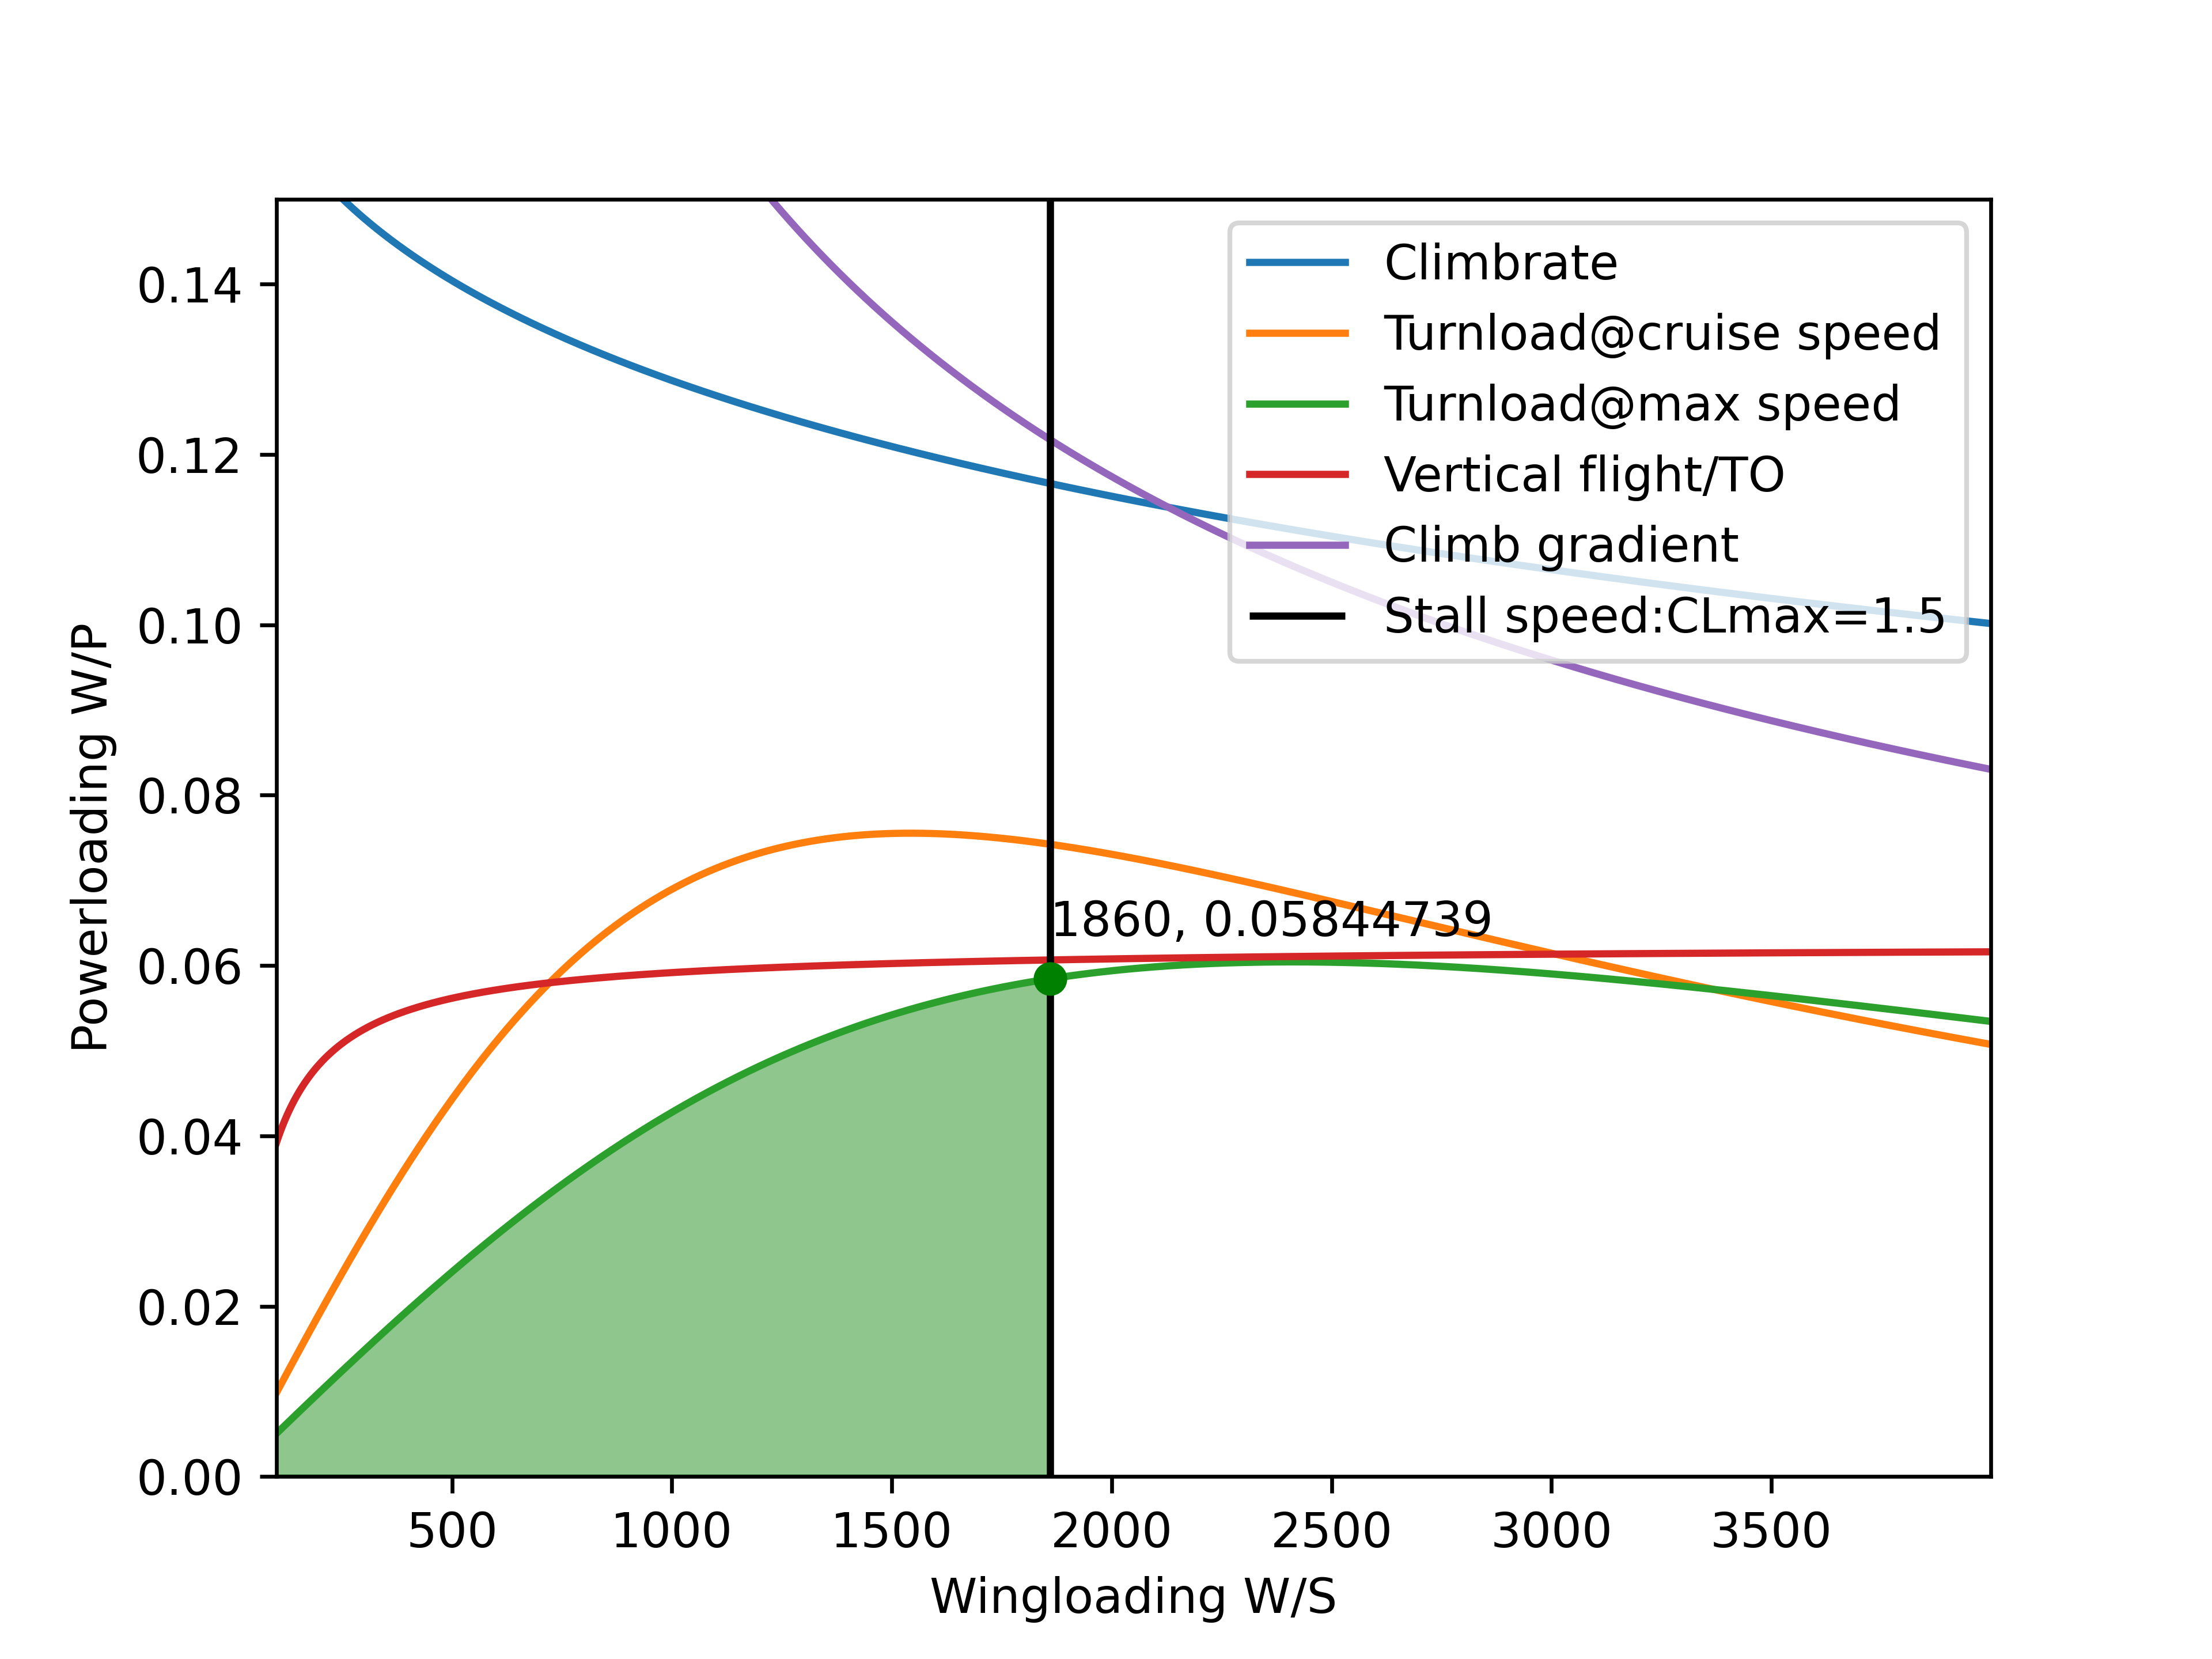 0.14
0.12
0.10
0.08
0.06
0.04
0.02
0.00
Powerloading W/P
Climbrate
Turnload@cruise speed
Turnload@max speed
Vertical flight/TO
Climb gradient
Stall speed:CLmax=1.5
1860, 0.05844739
500 1000 1500 2000 2500 3000 3500
Wingloading W/S